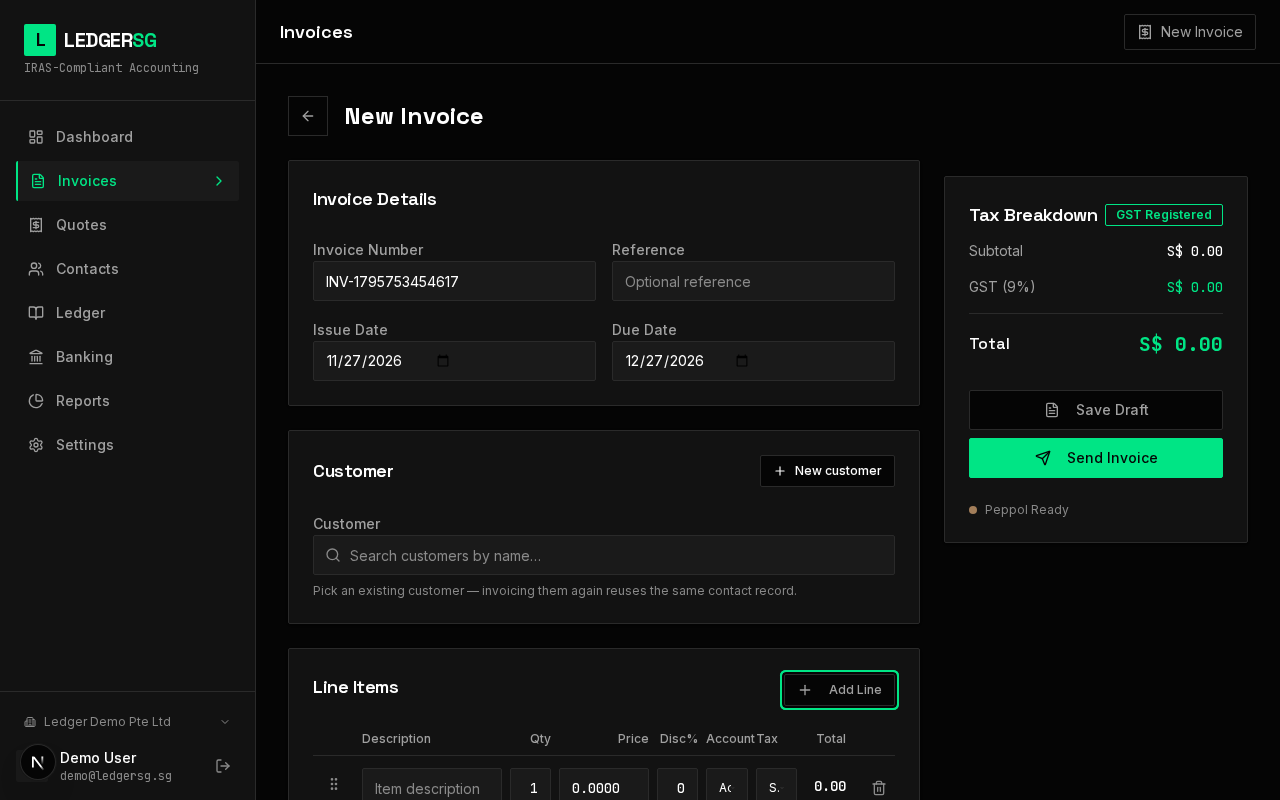 L LEDGERSG
IRAS-Compliant Accounting
Dashboard
Invoices
Quotes
Contacts
Ledger
Banking
Reports
Settings
Ledger Demo Pte Ltd
N
Demo User
demo@ledgersg.sg
Invoices
New Invoice
New Invoice
Invoice Details
Invoice Number
INV-1795753454617
Reference
Optional reference
Issue Date
11/27/2026
Due Date
12/27/2026
Customer
New customer
Customer
Search customers by name…
Pick an existing customer — invoicing them again reuses the same contact record.
Line Items
Add Line
Description Qty Price Disc% Account Tax Total
Item description 1 0.0000 0 Ac S. 0.00
Tax Breakdown
GST Registered
Subtotal S$ 0.00
GST (9%) S$ 0.00
Total S$ 0.00
Save Draft
Send Invoice
Peppol Ready